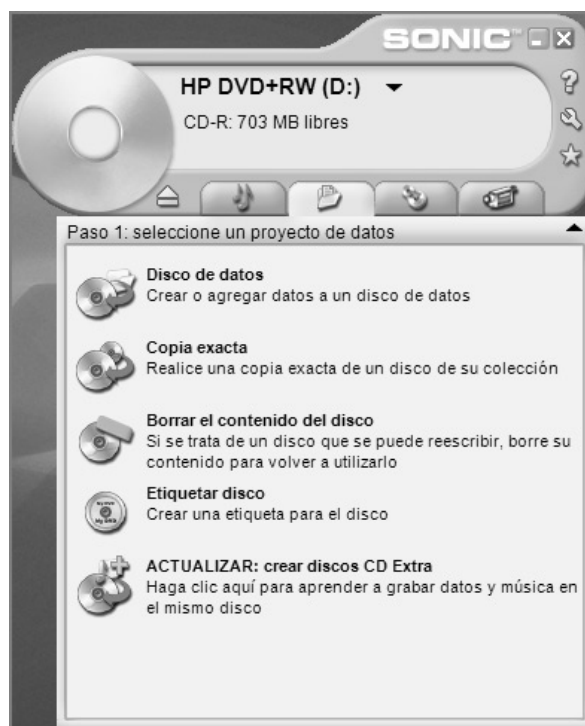 SONIC™
HP DVD+RW (D:)
CD-R: 703 MB libres
Paso 1: seleccione un proyecto de datos
Disco de datos
Crear o agregar datos a un disco de datos
Copia exacta
Realice una copia exacta de un disco de su colección
Borrar el contenido del disco
Si se trata de un disco que se puede reescribir, borre su
contenido para volver a utilizarlo
Etiquetar disco
Crear una etiqueta para el disco
ACTUALIZAR: crear discos CD Extra
Haga clic aquí para aprender a grabar datos y música en
el mismo disco